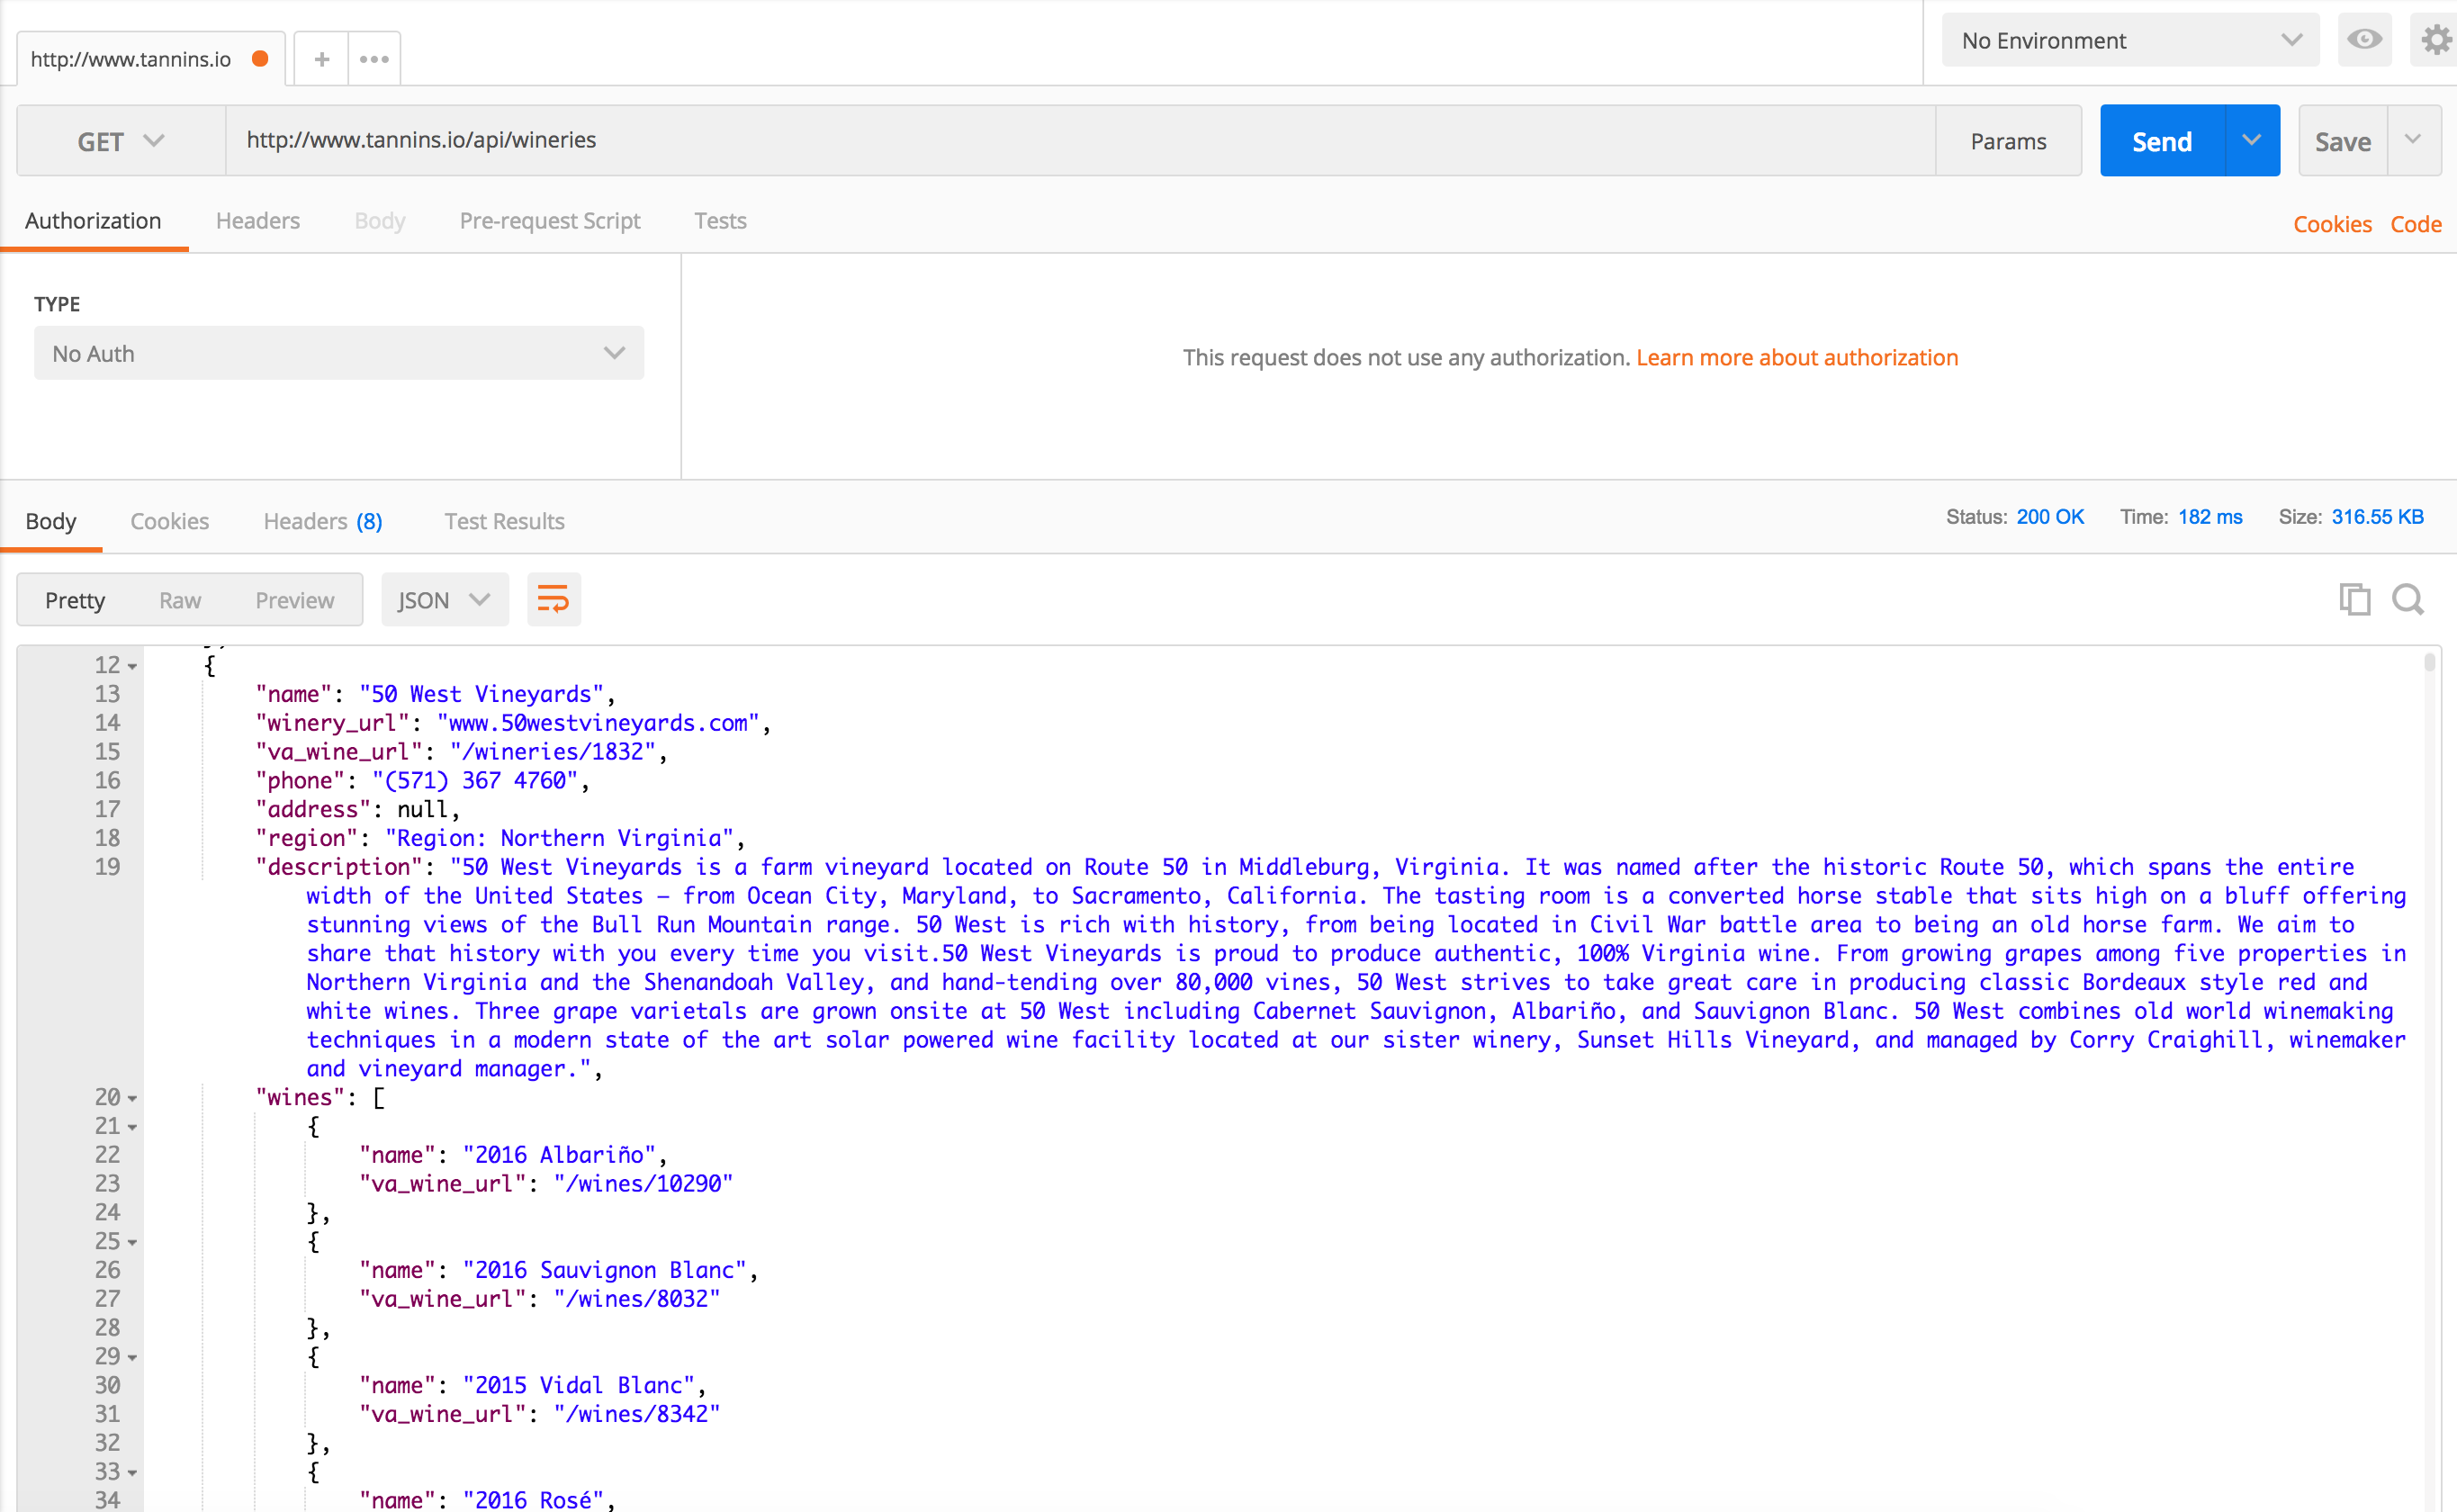 http://www.tannins.io
No Environment
GET http://www.tannins.io/api/wineries Params Send Save
Authorization Headers Body Pre-request Script Tests Cookies Code
TYPE
No Auth
This request does not use any authorization. Learn more about authorization
Body Cookies Headers (8) Test Results Status: 200 OK Time: 182 ms Size: 316.55 KB
Pretty Raw Preview JSON
12 {
13 "name": "50 West Vineyards",
14 "winery_url": "www.50westvineyards.com",
15 "va_wine_url": "/wineries/1832",
16 "phone": "(571) 367 4760",
17 "address": null,
18 "region": "Region: Northern Virginia",
19 "description": "50 West Vineyards is a farm vineyard located on Route 50 in Middleburg, Virginia. It was named after the historic Route 50, which spans the entire
width of the United States – from Ocean City, Maryland, to Sacramento, California. The tasting room is a converted horse stable that sits high on a bluff offering
stunning views of the Bull Run Mountain range. 50 West is rich with history, from being located in Civil War battle area to being an old horse farm. We aim to
share that history with you every time you visit.50 West Vineyards is proud to produce authentic, 100% Virginia wine. From growing grapes among five properties in
Northern Virginia and the Shenandoah Valley, and hand-tending over 80,000 vines, 50 West strives to take great care in producing classic Bordeaux style red and
white wines. Three grape varietals are grown onsite at 50 West including Cabernet Sauvignon, Albariño, and Sauvignon Blanc. 50 West combines old world winemaking
techniques in a modern state of the art solar powered wine facility located at our sister winery, Sunset Hills Vineyard, and managed by Corry Craighill, winemaker
and vineyard manager.",
20 "wines": [
21 {
22 "name": "2016 Albariño",
23 "va_wine_url": "/wines/10290"
24 },
25 {
26 "name": "2016 Sauvignon Blanc",
27 "va_wine_url": "/wines/8032"
28 },
29 {
30 "name": "2015 Vidal Blanc",
31 "va_wine_url": "/wines/8342"
32 },
33 {
34 "name": "2016 Rosé",